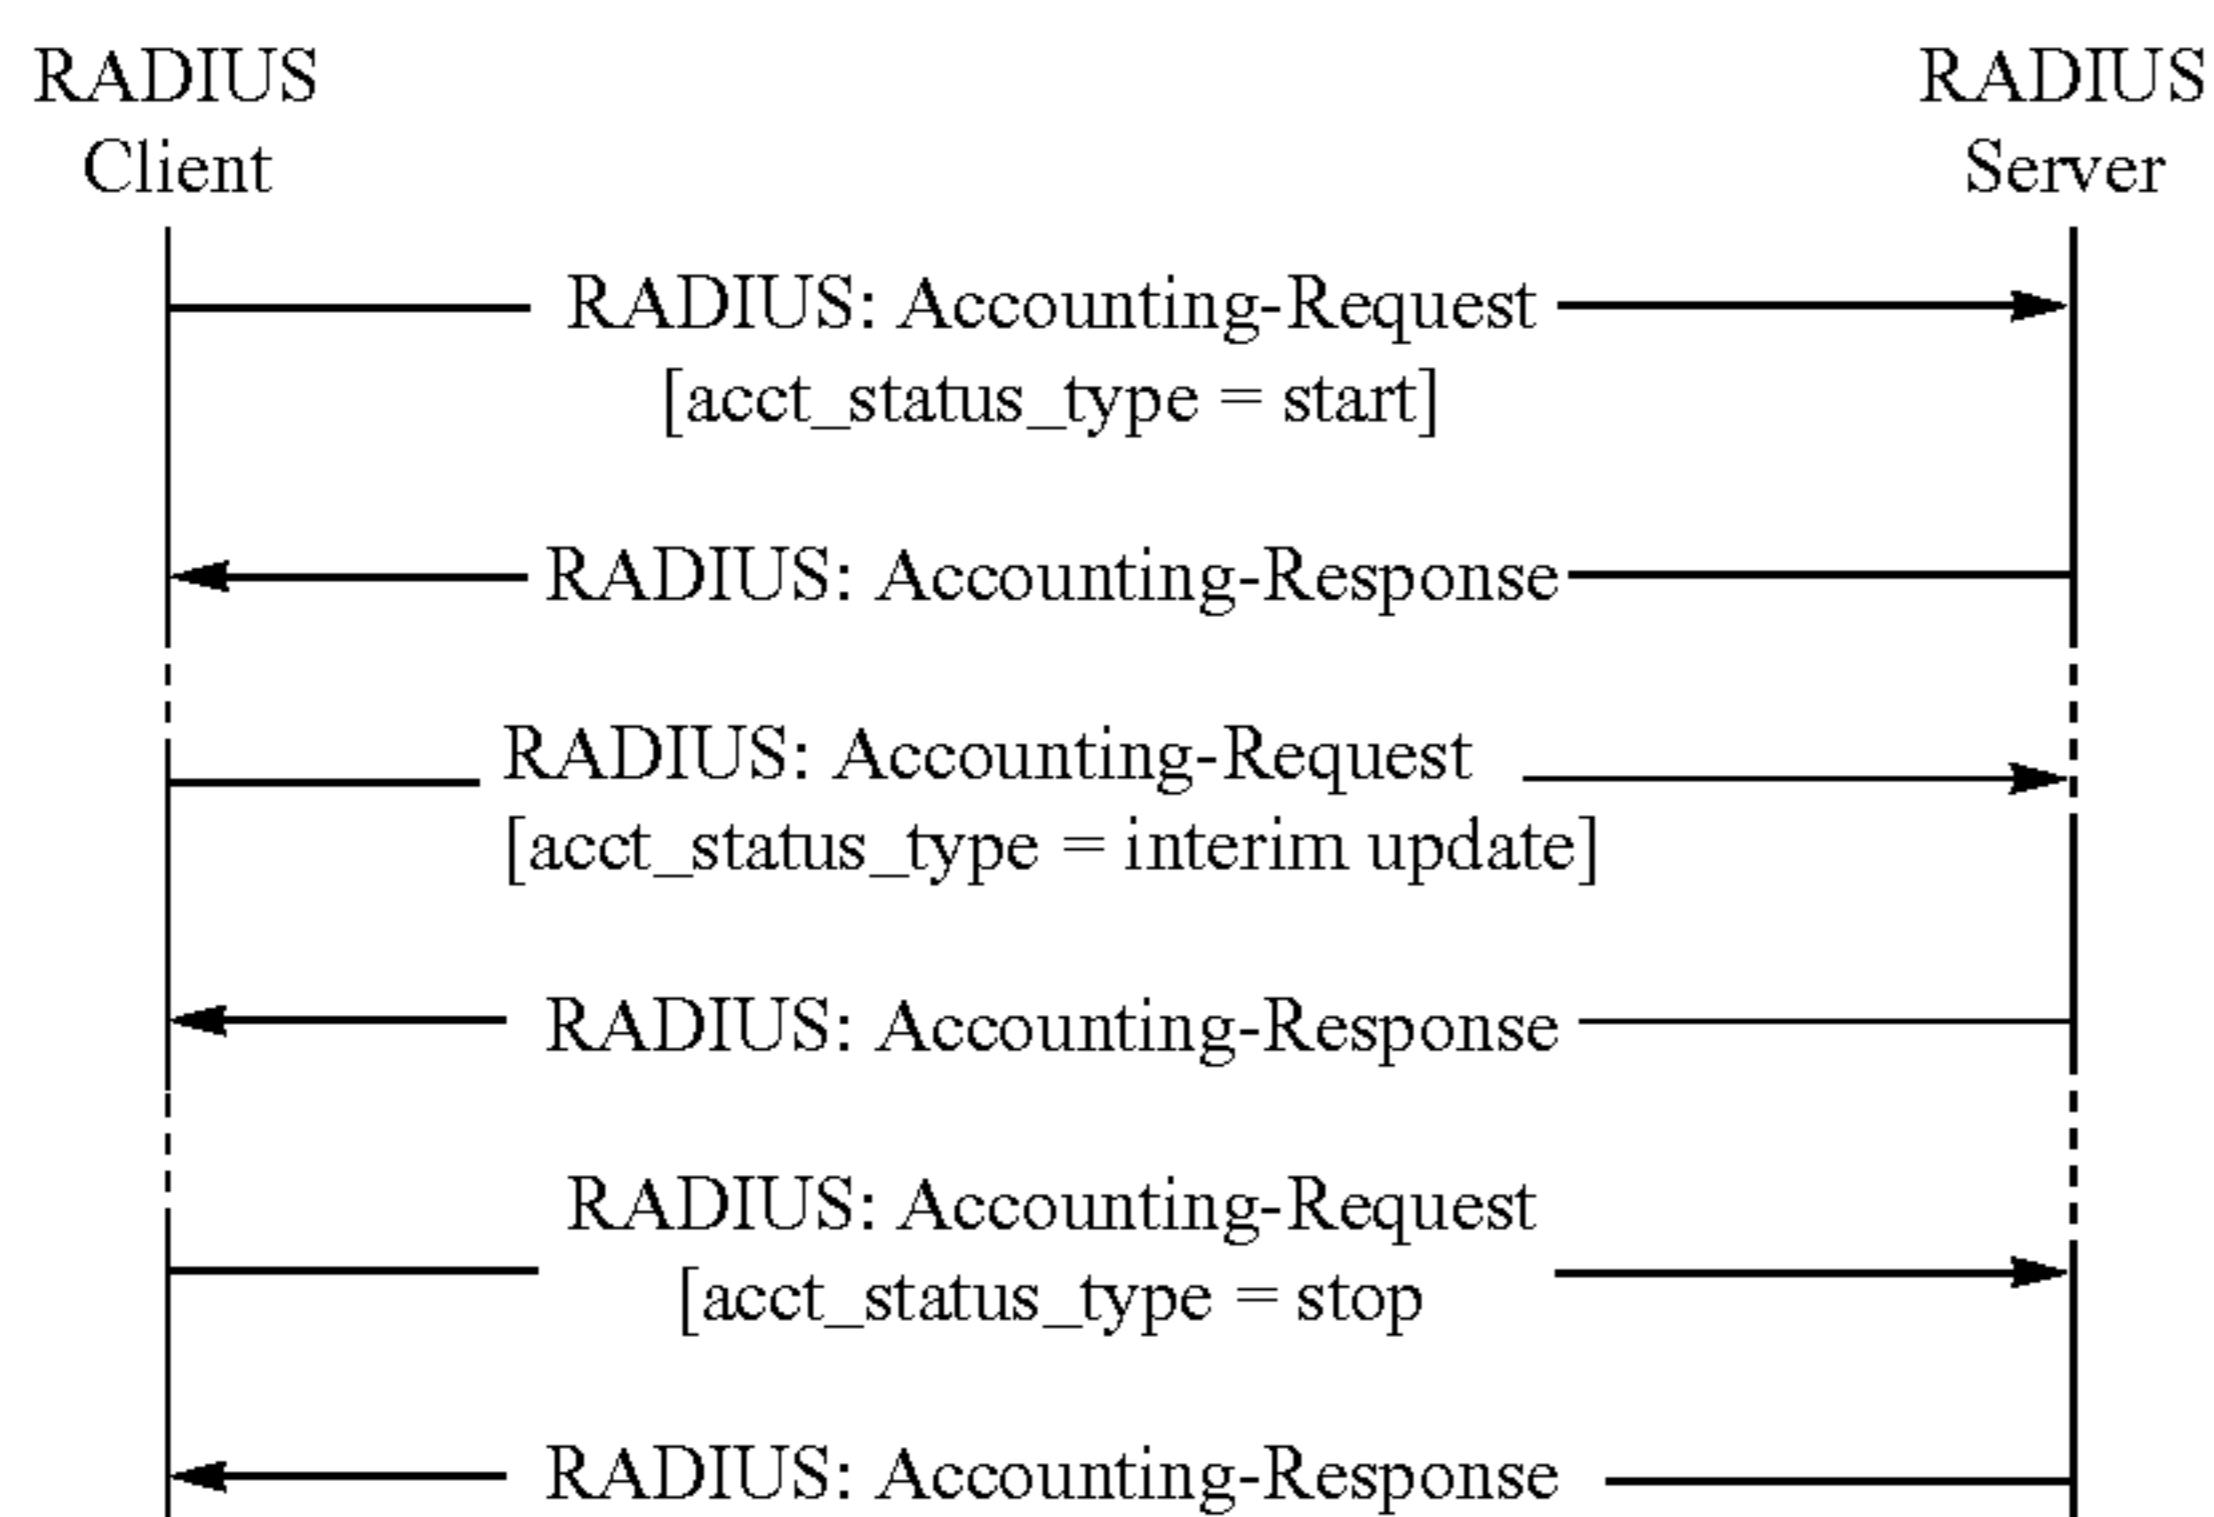 RADIUS
Client
RADIUS
Server
RADIUS: Accounting-Request
[acct_status_type = start]
RADIUS: Accounting-Response
RADIUS: Accounting-Request
[acct_status_type = interim update]
RADIUS: Accounting-Response
RADIUS: Accounting-Request
[acct_status_type = stop
RADIUS: Accounting-Response